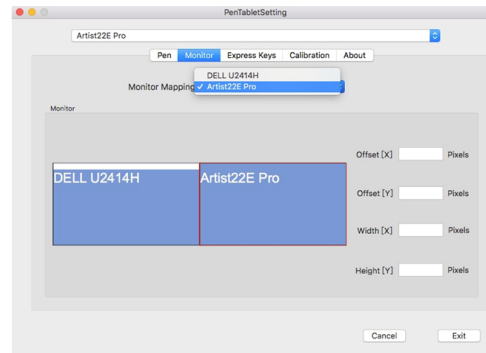 PenTabletSetting
Artist22E Pro
Pen Monitor Express Keys Calibration About
DELL U2414H
Monitor Mapping ✓ Artist22E Pro
Monitor
Offset [X] Pixels
DELL U2414H Artist22E Pro
Offset [Y] Pixels
Width [X] Pixels
Height [Y] Pixels
Cancel Exit